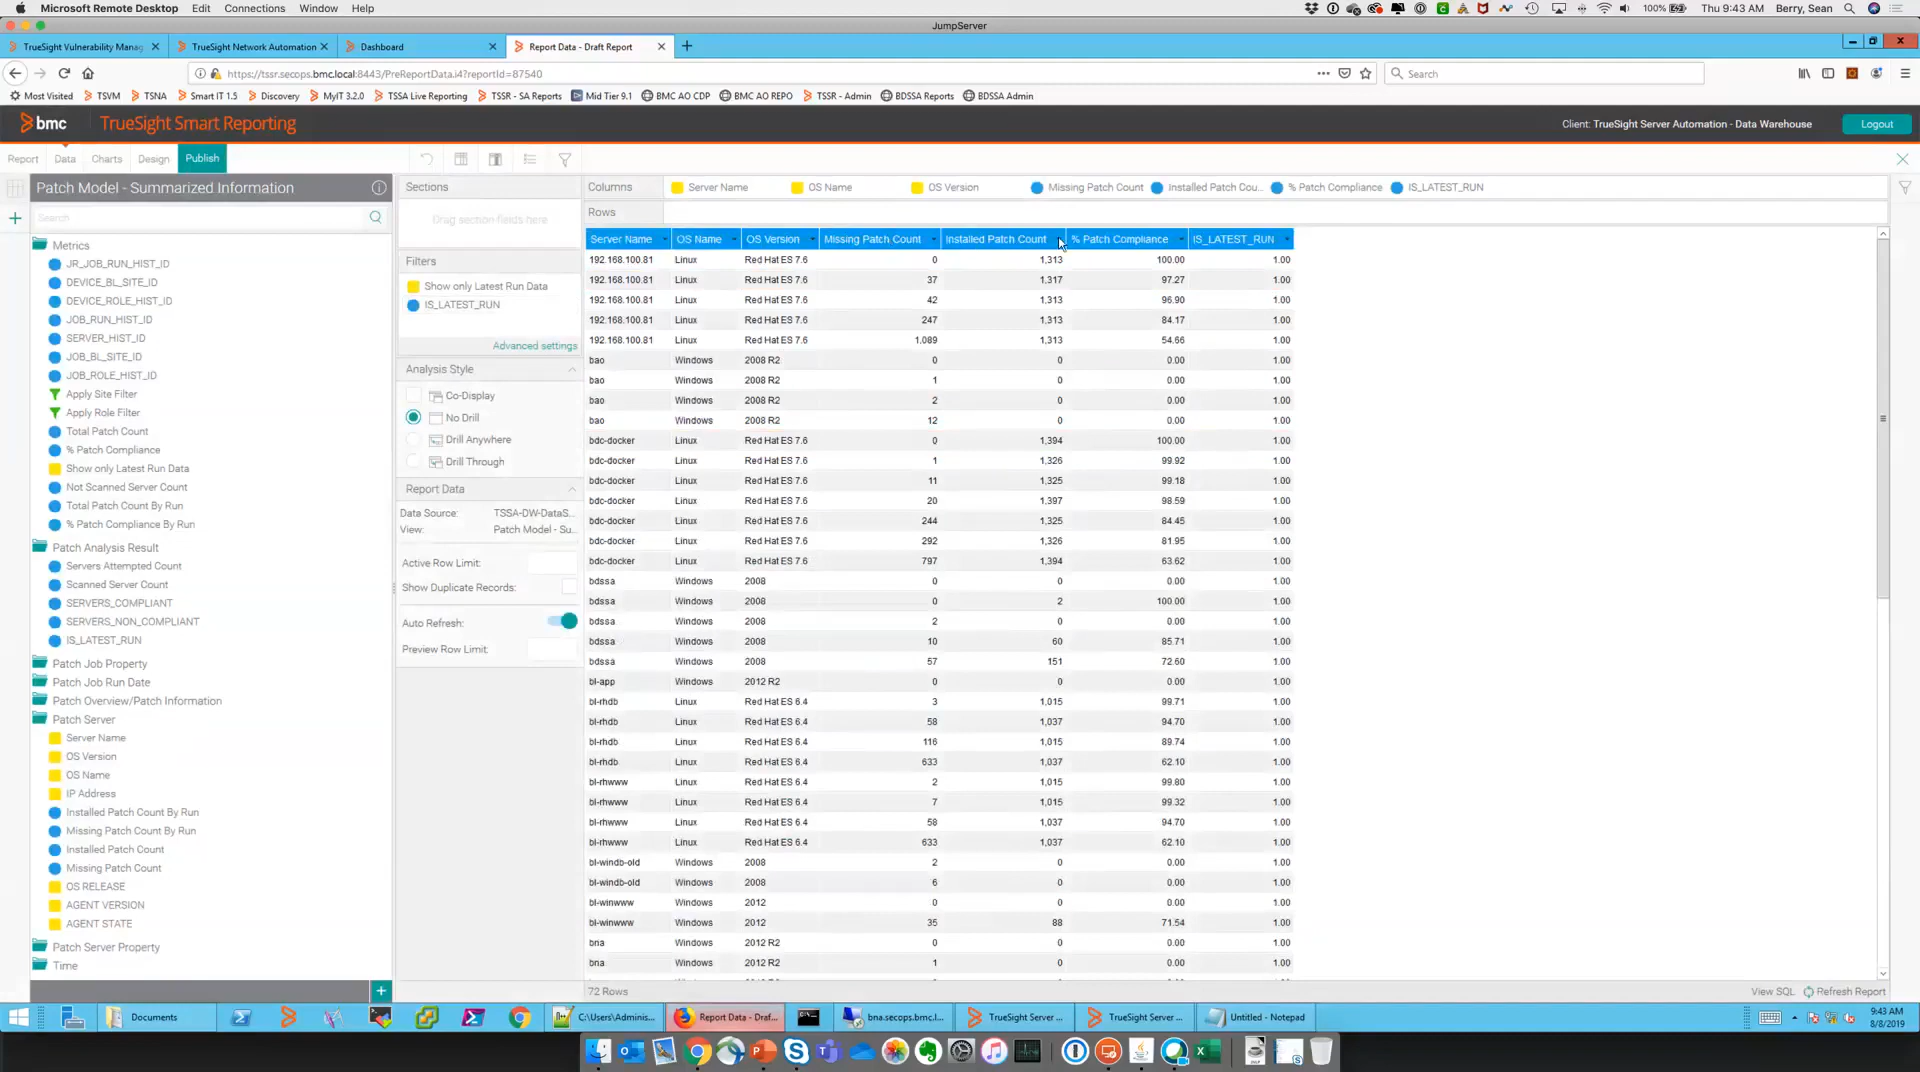 Microsoft Remote Desktop Edit Connections Window Help 100% Thu 9:43 AM Berry, Sean
JumpServer
TrueSight Vulnerability Manag TrueSight Network Automation Dashboard Report Data - Draft Report
https://tssr.secops.bmc.local:8443/PreReportData.i4?reportId=87540 Search
Most Visited TSVM TSNA Smart IT 1.5 Discovery MyIT 3.2.0 TSSA Live Reporting TSSR - SA Reports Mid Tier 9.1 BMC AO CDP BMC AO REPO TSSR - Admin BDSSA Reports BDSSA Admin
bmc TrueSight Smart Reporting Client: TrueSight Server Automation - Data Warehouse Logout
Report Data Charts Design Publish
Patch Model - Summarized Information
Search
Metrics
JR_JOB_RUN_HIST_ID
DEVICE_BL_SITE_ID
DEVICE_ROLE_HIST_ID
JOB_RUN_HIST_ID
SERVER_HIST_ID
JOB_BL_SITE_ID
JOB_ROLE_HIST_ID
Apply Site Filter
Apply Role Filter
Total Patch Count
% Patch Compliance
Show only Latest Run Data
Not Scanned Server Count
Total Patch Count By Run
% Patch Compliance By Run
Patch Analysis Result
Servers Attempted Count
Scanned Server Count
SERVERS_COMPLIANT
SERVERS_NON_COMPLIANT
IS_LATEST_RUN
Patch Job Property
Patch Job Run Date
Patch Overview/Patch Information
Patch Server
Server Name
OS Version
OS Name
IP Address
Installed Patch Count By Run
Missing Patch Count By Run
Installed Patch Count
Missing Patch Count
OS RELEASE
AGENT VERSION
AGENT STATE
Patch Server Property
Time
Sections
Drag section fields here
Filters
Show only Latest Run Data
IS_LATEST_RUN
Advanced settings
Analysis Style
Co-Display
No Drill
Drill Anywhere
Drill Through
Report Data
Data Source: TSSA-DW-DataS...
View: Patch Model - Su...
Active Row Limit:
Show Duplicate Records:
Auto Refresh:
Preview Row Limit:
Columns Server Name OS Name OS Version Missing Patch Count Installed Patch Cou... % Patch Compliance IS_LATEST_RUN
Rows
Server Name OS Name OS Version Missing Patch Count Installed Patch Count % Patch Compliance IS_LATEST_RUN
192.168.100.81 Linux Red Hat ES 7.6 0 1,313 100.00 1.00
192.168.100.81 Linux Red Hat ES 7.6 37 1,317 97.27 1.00
192.168.100.81 Linux Red Hat ES 7.6 42 1,313 96.90 1.00
192.168.100.81 Linux Red Hat ES 7.6 247 1,313 84.17 1.00
192.168.100.81 Linux Red Hat ES 7.6 1,089 1,313 54.66 1.00
bao Windows 2008 R2 0 0 0.00 1.00
bao Windows 2008 R2 1 0 0.00 1.00
bao Windows 2008 R2 2 0 0.00 1.00
bao Windows 2008 R2 12 0 0.00 1.00
bdc-docker Linux Red Hat ES 7.6 0 1,394 100.00 1.00
bdc-docker Linux Red Hat ES 7.6 1 1,326 99.92 1.00
bdc-docker Linux Red Hat ES 7.6 11 1,325 99.18 1.00
bdc-docker Linux Red Hat ES 7.6 20 1,397 98.59 1.00
bdc-docker Linux Red Hat ES 7.6 244 1,325 84.45 1.00
bdc-docker Linux Red Hat ES 7.6 292 1,326 81.95 1.00
bdc-docker Linux Red Hat ES 7.6 797 1,394 63.62 1.00
bdssa Windows 2008 0 0 0.00 1.00
bdssa Windows 2008 0 2 100.00 1.00
bdssa Windows 2008 2 0 0.00 1.00
bdssa Windows 2008 10 60 85.71 1.00
bdssa Windows 2008 57 151 72.60 1.00
bl-app Windows 2012 R2 0 0 0.00 1.00
bl-rhdb Linux Red Hat ES 6.4 3 1,015 99.71 1.00
bl-rhdb Linux Red Hat ES 6.4 58 1,037 94.70 1.00
bl-rhdb Linux Red Hat ES 6.4 116 1,015 89.74 1.00
bl-rhdb Linux Red Hat ES 6.4 633 1,037 62.10 1.00
bl-rhwww Linux Red Hat ES 6.4 2 1,015 99.80 1.00
bl-rhwww Linux Red Hat ES 6.4 7 1,015 99.32 1.00
bl-rhwww Linux Red Hat ES 6.4 58 1,037 94.70 1.00
bl-rhwww Linux Red Hat ES 6.4 633 1,037 62.10 1.00
bl-windb-old Windows 2008 2 0 0.00 1.00
bl-windb-old Windows 2008 6 0 0.00 1.00
bl-winwww Windows 2012 0 0 0.00 1.00
bl-winwww Windows 2012 35 88 71.54 1.00
bna Windows 2012 R2 0 0 0.00 1.00
bna Windows 2012 R2 1 0 0.00 1.00
72 Rows View SQL Refresh Report
Documents C:\Users\Adminis... Report Data - Draf... bna.secops.bmc.l... TrueSight Server ... TrueSight Server ... Untitled - Notepad 9:43 AM
8/8/2019